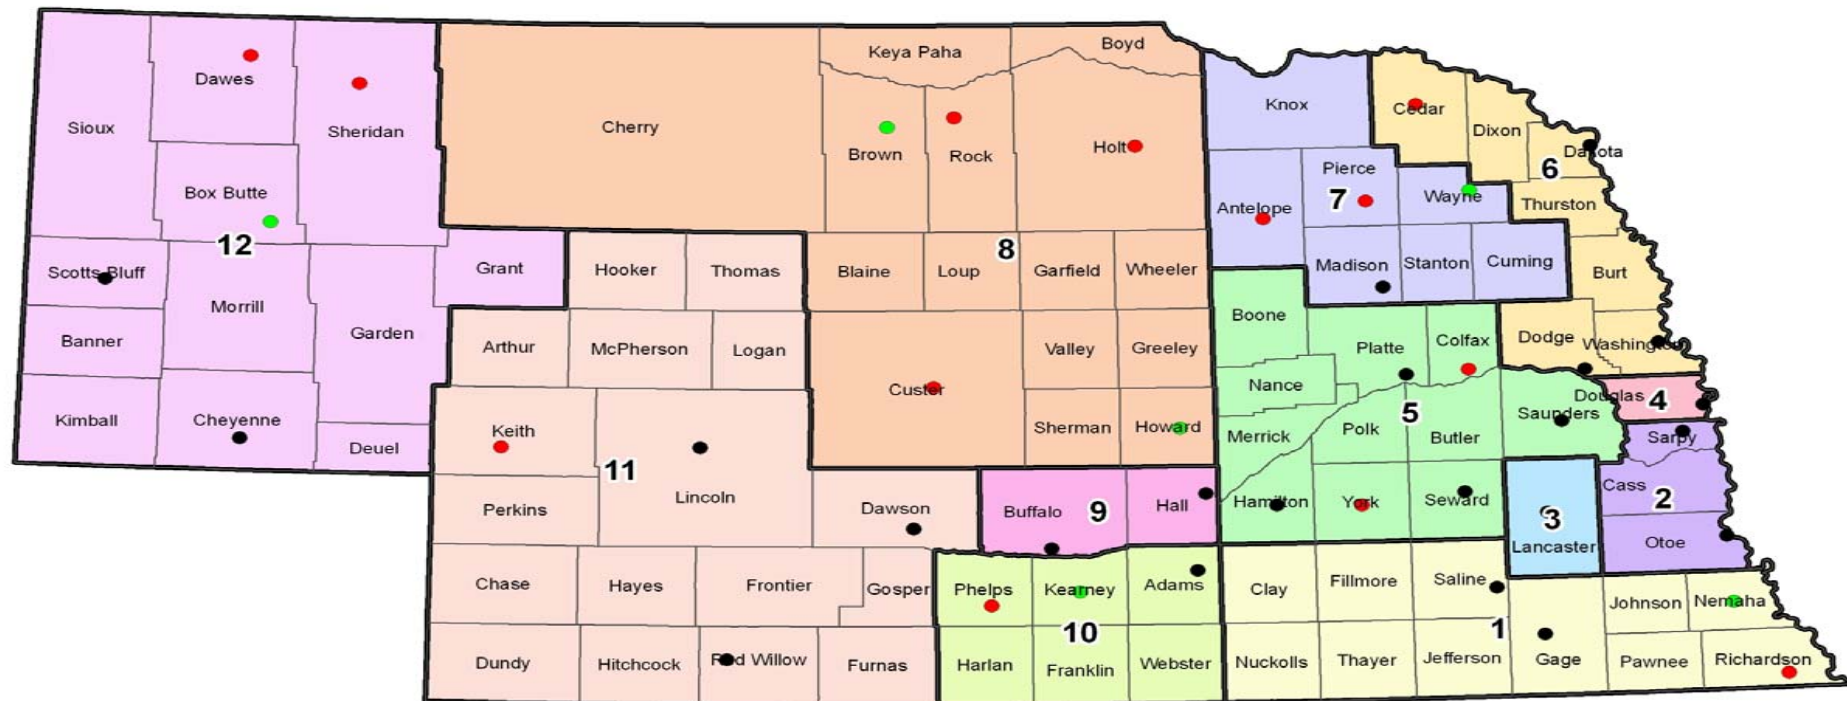 Sioux
Dawes
Sheridan
Box Butte
12
Scotts Bluff
Morrill
Garden
Grant
Banner
Kimball
Cheyenne
Deuel
Cherry
Keya Paha
Boyd
Brown
Rock
Holt
8
Blaine
Loup
Garfield
Wheeler
Custer
Valley
Greeley
Sherman
Howard
Hooker
Thomas
Arthur
McPherson
Logan
Keith
11
Lincoln
Perkins
Dawson
Chase
Hayes
Frontier
Gosper
Dundy
Hitchcock
Red Willow
Furnas
Knox
Antelope
Pierce
7
Wayne
Madison
Stanton
Cuming
Cedar
Dixon
Dakota
6
Thurston
Burt
Dodge
Washington
Boone
Platte
Colfax
Nance
5
Merrick
Polk
Butler
Saunders
Hamilton
York
Seward
Douglas
4
Sarpy
Cass
2
Otoe
3
Lancaster
Buffalo
9
Hall
Phelps
Kearney
Adams
10
Harlan
Franklin
Webster
Clay
Fillmore
Saline
1
Johnson
Nemaha
Nuckolls
Thayer
Jefferson
Gage
Pawnee
Richardson